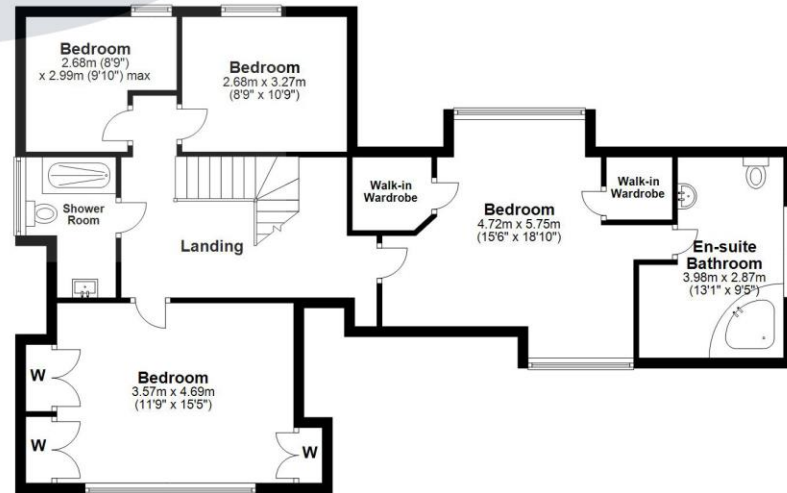 Bedroom
2.68m (8'9")
x 2.99m (9'10") max
Bedroom
2.68m x 3.27m
(8'9" x 10'9")
Shower
Room
Landing
Walk-in
Wardrobe
Bedroom
4.72m x 5.75m
(15'6" x 18'10")
Walk-in
Wardrobe
En-suite
Bathroom
3.98m x 2.87m
(13'1" x 9'5")
Bedroom
3.57m x 4.69m
(11'9" x 15'5")
W
W
W